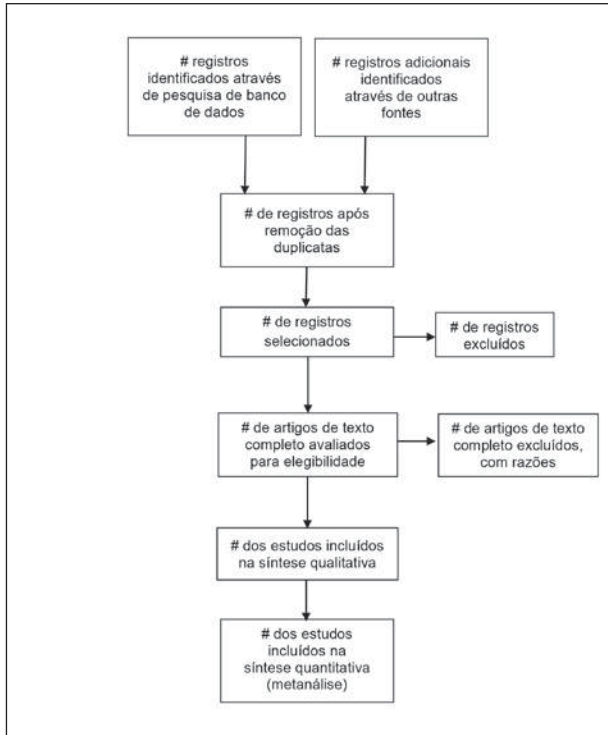 # registros
identificados através
de pesquisa de banco
de dados
# registros adicionais
identificados
através de outras
fontes
# de registros após
remoção das
duplicatas
# de registros
selecionados
# de registros
excluídos
# de artigos de texto
completo avaliados
para elegibilidade
# de artigos de texto
completo excluídos,
com razões
# dos estudos incluídos
na síntese qualitativa
# dos estudos
incluídos na
síntese quantitativa
(metanálise)